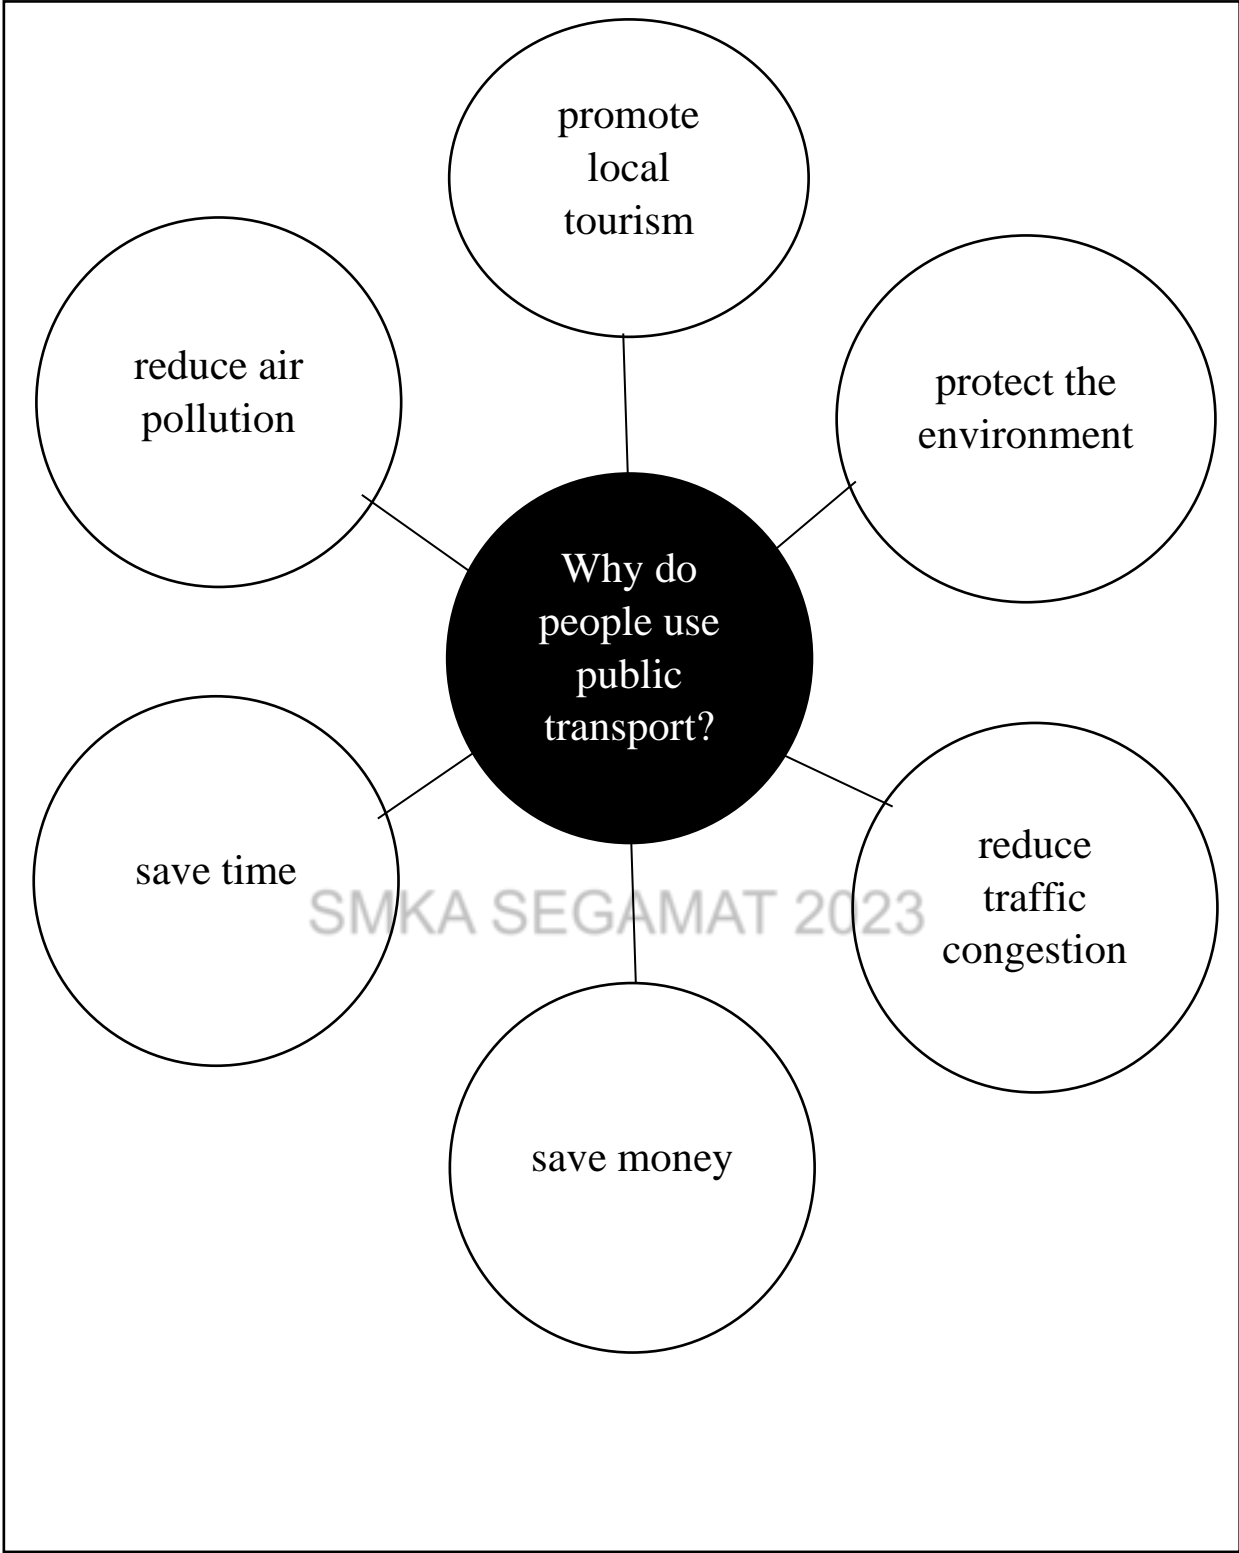 promote
local
tourism
reduce air
pollution
protect the
environment
Why do
people use
public
transport?
save time
reduce
traffic
congestion
SMKA SEGAMAT 2023
save money